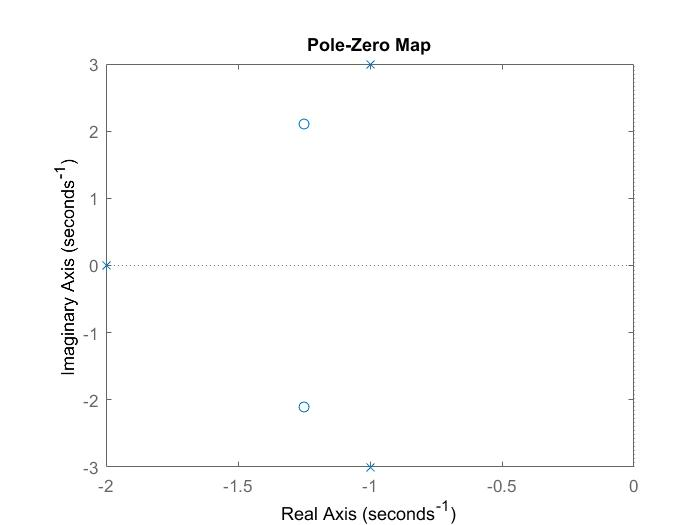 Pole-Zero Map
3
2
1
0
-1
-2
-3
Imaginary Axis (seconds⁻¹)
-2 -1.5 -1 -0.5 0
Real Axis (seconds⁻¹)